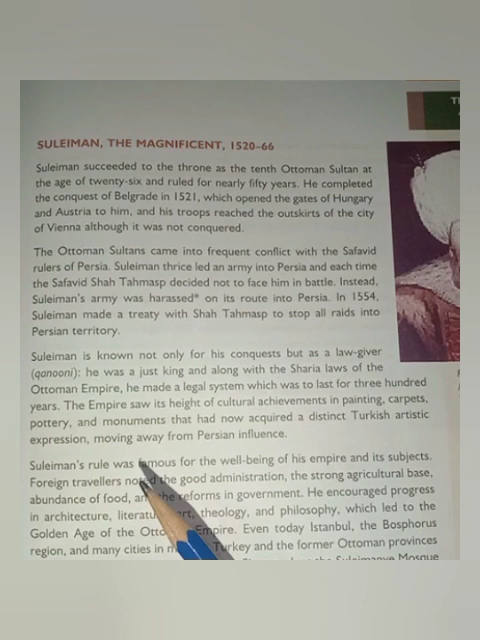 T
SULEIMAN, THE MAGNIFICENT, 1520–66
Suleiman succeeded to the throne as the tenth Ottoman Sultan at
the age of twenty-six and ruled for nearly fifty years. He completed
the conquest of Belgrade in 1521, which opened the gates of Hungary
and Austria to him, and his troops reached the outskirts of the city
of Vienna although it was not conquered.
The Ottoman Sultans came into frequent conflict with the Safavid
rulers of Persia. Suleiman thrice led an army into Persia and each time
the Safavid Shah Tahmasp decided not to face him in battle. Instead,
Suleiman's army was harassed* on its route into Persia. In 1554,
Suleiman made a treaty with Shah Tahmasp to stop all raids into
Persian territory.
Suleiman is known not only for his conquests but as a law-giver
(qanooni): he was a just king and along with the Sharia laws of the
Ottoman Empire, he made a legal system which was to last for three hundred
years. The Empire saw its height of cultural achievements in painting, carpets,
pottery, and monuments that had now acquired a distinct Turkish artistic
expression, moving away from Persian influence.
Suleiman's rule was famous for the well-being of his empire and its subjects.
Foreign travellers noted the good administration, the strong agricultural base,
abundance of food, an he reforms in government. He encouraged progress
in architecture, literatu art, theology, and philosophy, which led to the
Golden Age of the Otto Empire. Even today Istanbul, the Bosphorus
region, and many cities in m Turkey and the former Ottoman provinces
Mosque